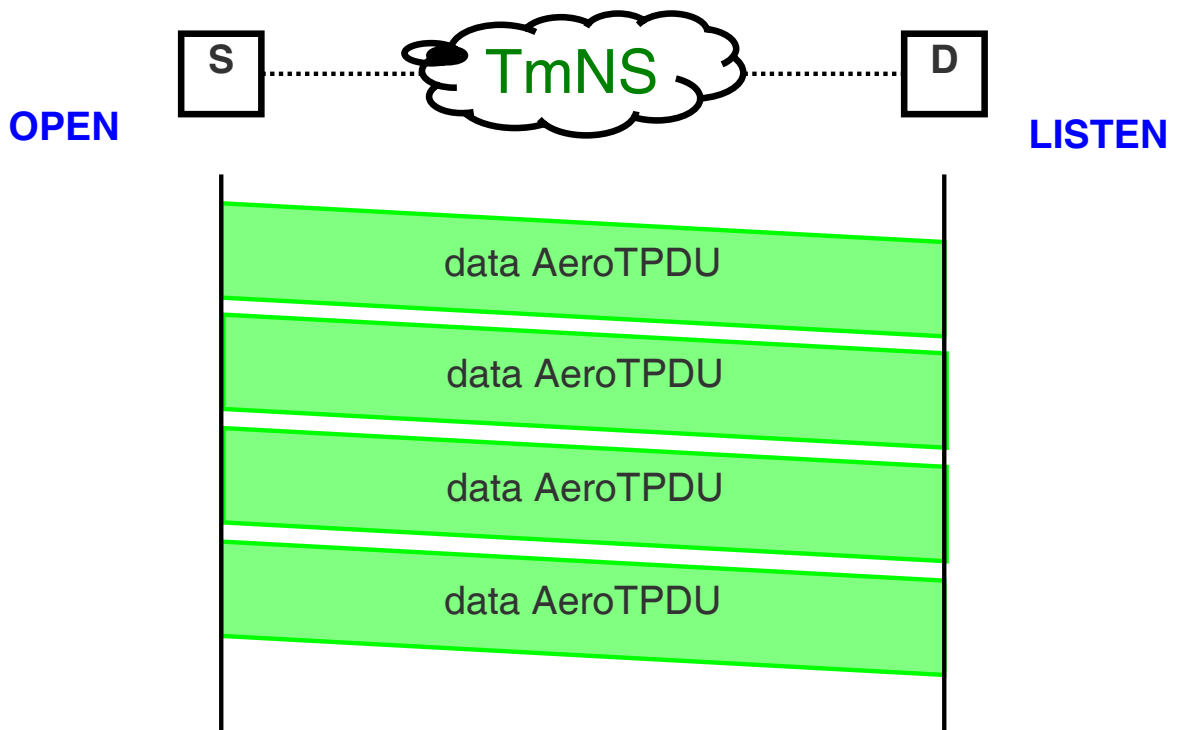 S
TmNS
D
OPEN
LISTEN
data AeroTPDU
data AeroTPDU
data AeroTPDU
data AeroTPDU